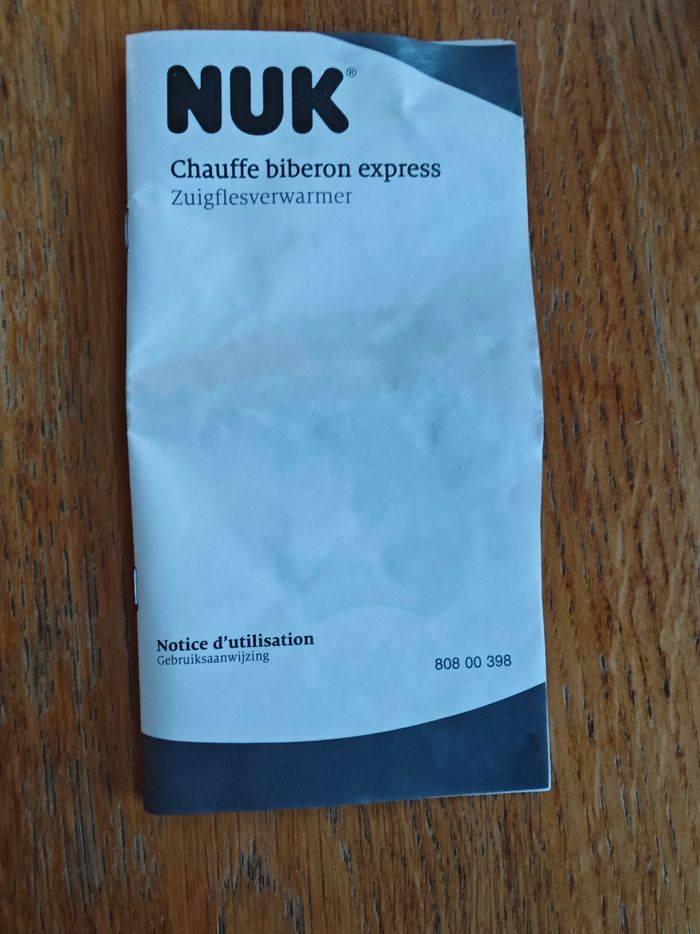 NUK®
Chauffe biberon express
Zuigflesverwarmer
Notice d'utilisation
Gebruiksaanwijzing
808 00 398